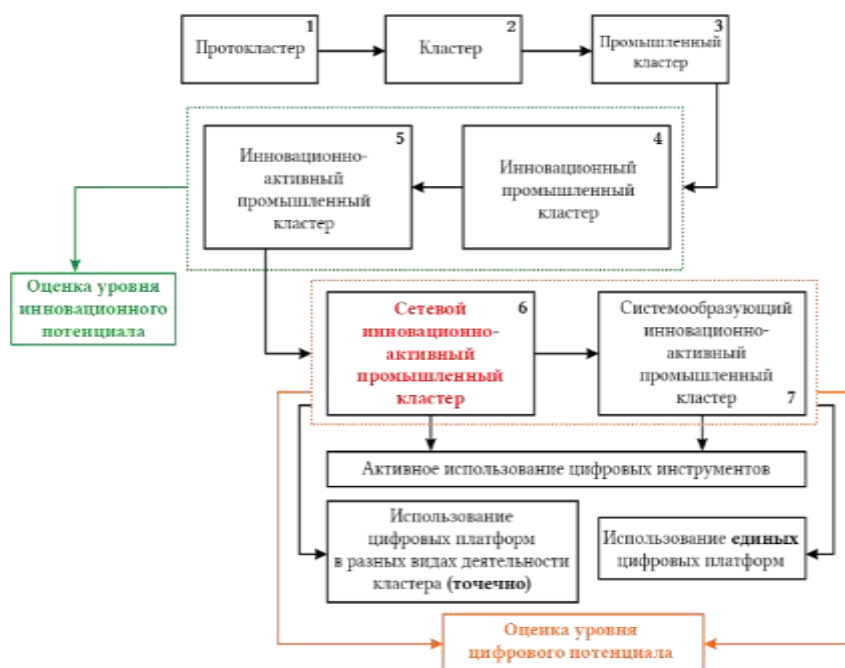 1
Протокластер
2
Кластер
3
Промышленный
кластер
5
Инновационно-
активный
промышленный
кластер
4
Инновационный
промышленный
кластер
Оценка уровня
инновационного
потенциала
6
Сетевой
инновационно-
активный
промышленный
кластер
Системообразующий
инновационно-
активный
промышленный
кластер 7
Активное использование цифровых инструментов
Использование
цифровых платформ
в разных видах деятельности
кластера (точечно)
Использование единых
цифровых платформ
Оценка уровня
цифрового потенциала